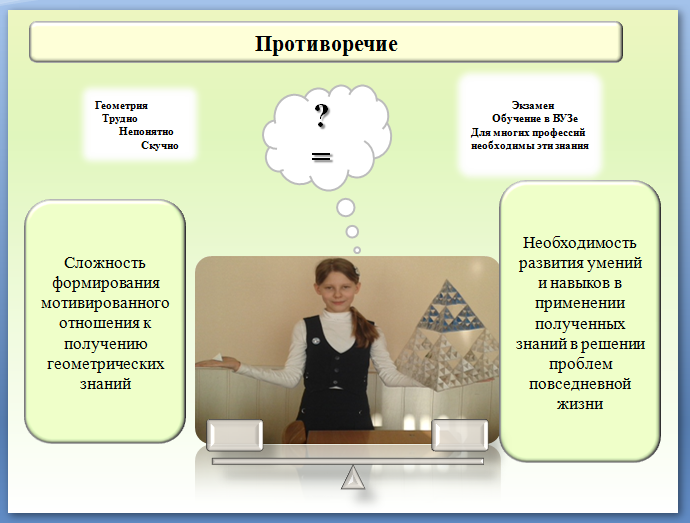 Противоречие
Геометрия
Трудно
Непонятно
Скучно
?
=
Экзамен
Обучение в ВУЗе
Для многих профессий
необходимы эти знания
Сложность
формирования
мотивированного
отношения к
получению
геометрических
знаний
Необходимость
развития умений
и навыков в
применении
полученных
знаний в решении
проблем
повседневной
жизни